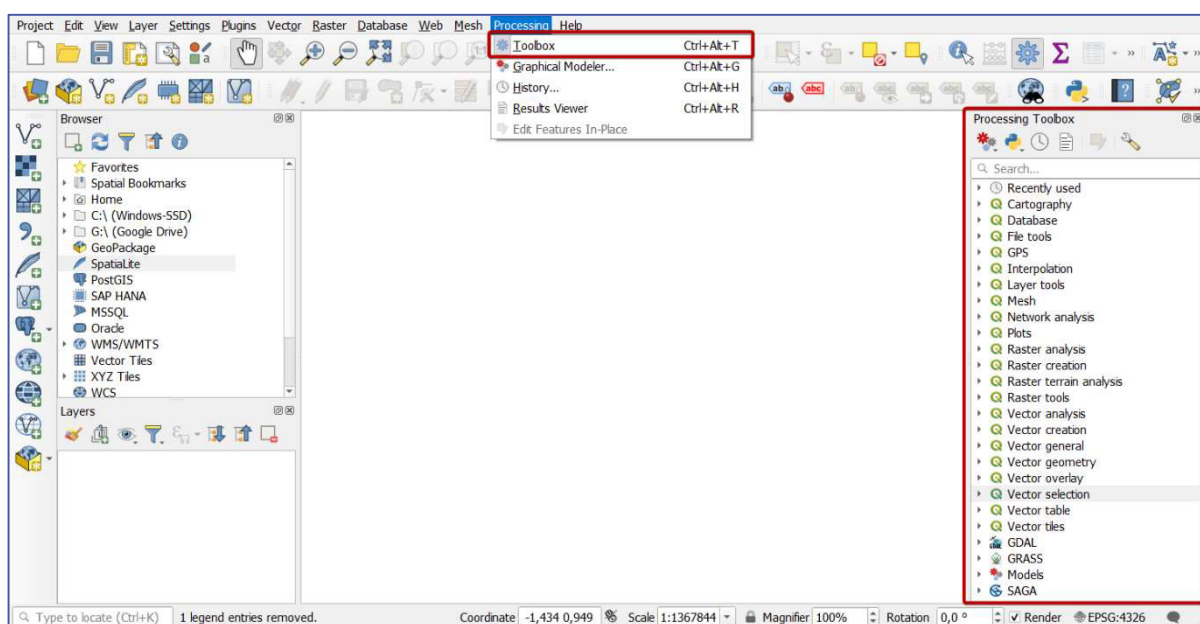 Project Edit View Layer Settings Plugins Vector Raster Database Web Mesh Processing Help
Toolbox Ctrl+Alt+T
Graphical Modeler... Ctrl+Alt+G
History... Ctrl+Alt+H
Results Viewer Ctrl+Alt+R
Edit Features In-Place
Browser
Favorites
Spatial Bookmarks
Home
C:\ (Windows-SSD)
G:\ (Google Drive)
GeoPackage
SpatiaLite
PostGIS
SAP HANA
MSSQL
Oracle
WMS/WMTS
Vector Tiles
XYZ Tiles
WCS
Layers
Processing Toolbox
Search...
Recently used
Cartography
Database
File tools
GPS
Interpolation
Layer tools
Mesh
Network analysis
Plots
Raster analysis
Raster creation
Raster terrain analysis
Raster tools
Vector analysis
Vector creation
Vector general
Vector geometry
Vector overlay
Vector selection
Vector table
Vector tiles
GDAL
GRASS
Models
SAGA
Type to locate (Ctrl+K) 1 legend entries removed. Coordinate -1,434 0,949 Scale 1:1367844 Magnifier 100% Rotation 0,0 ° Render EPSG:4326